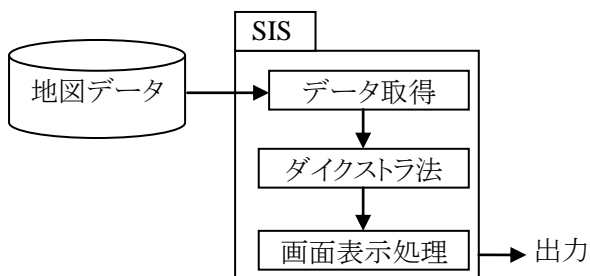 SIS
地図データ
データ取得
ダイクストラ法
画面表示処理
出力